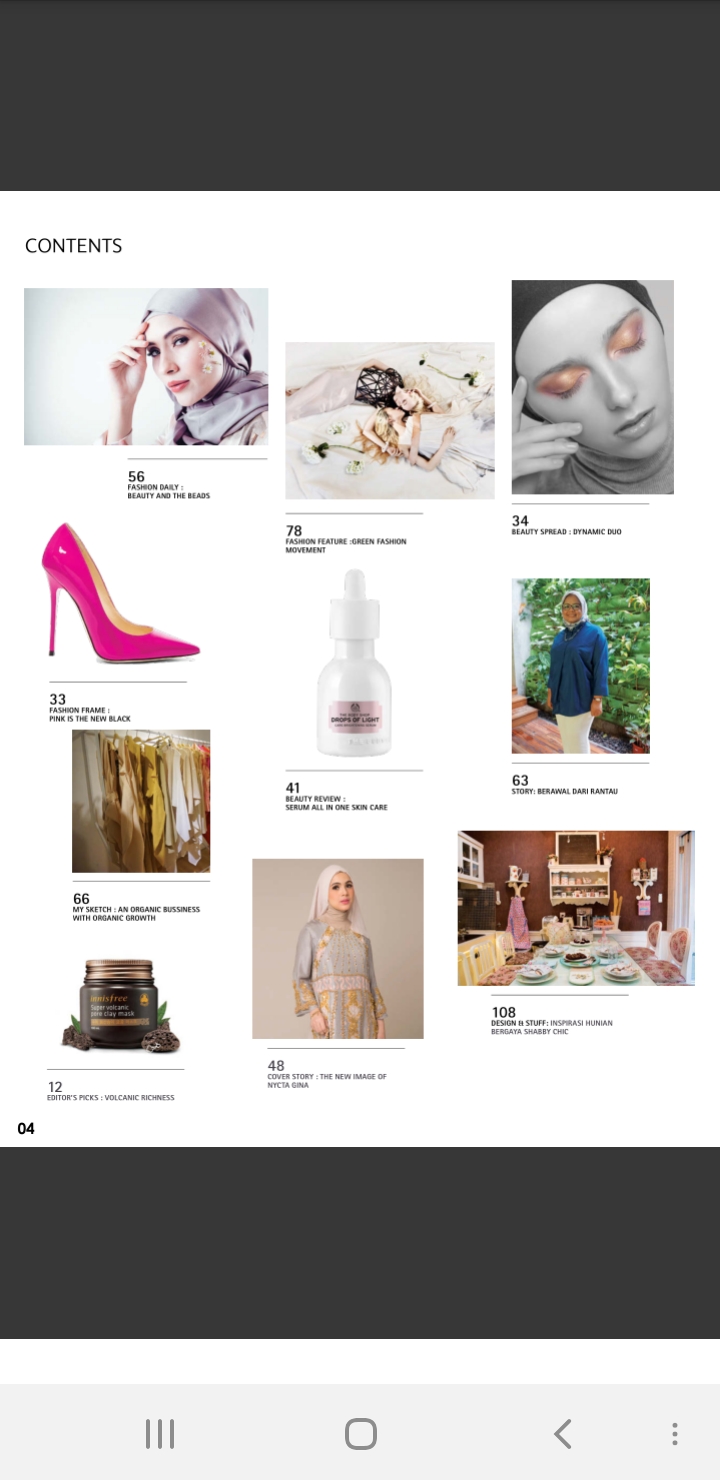 CONTENTS
56
FASHION DAILY :
BEAUTY AND THE BEADS
78
FASHION FEATURE :GREEN FASHION
MOVEMENT
34
BEAUTY SPREAD : DYNAMIC DUO
33
FASHION FRAME :
PINK IS THE NEW BLACK
THE BODY SHOP
DROPS OF LIGHT
41
BEAUTY REVIEW :
SERUM ALL IN ONE SKIN CARE
63
STORY: BERAWAL DARI RANTAU
66
MY SKETCH : AN ORGANIC BUSSINESS
WITH ORGANIC GROWTH
innisfree
Super volcanic
pore clay mask
12
EDITOR'S PICKS : VOLCANIC RICHNESS
48
COVER STORY : THE NEW IMAGE OF
NYCTA GINA
108
DESIGN & STUFF: INSPIRASI HUNIAN
BERGAYA SHABBY CHIC
04